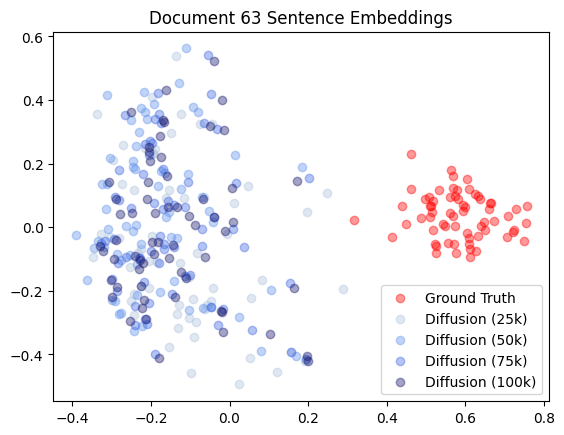 Document 63 Sentence Embeddings
0.6
0.4
0.2
0.0
−0.2
−0.4
Ground Truth
Diffusion (25k)
Diffusion (50k)
Diffusion (75k)
Diffusion (100k)
−0.4 −0.2 0.0 0.2 0.4 0.6 0.8